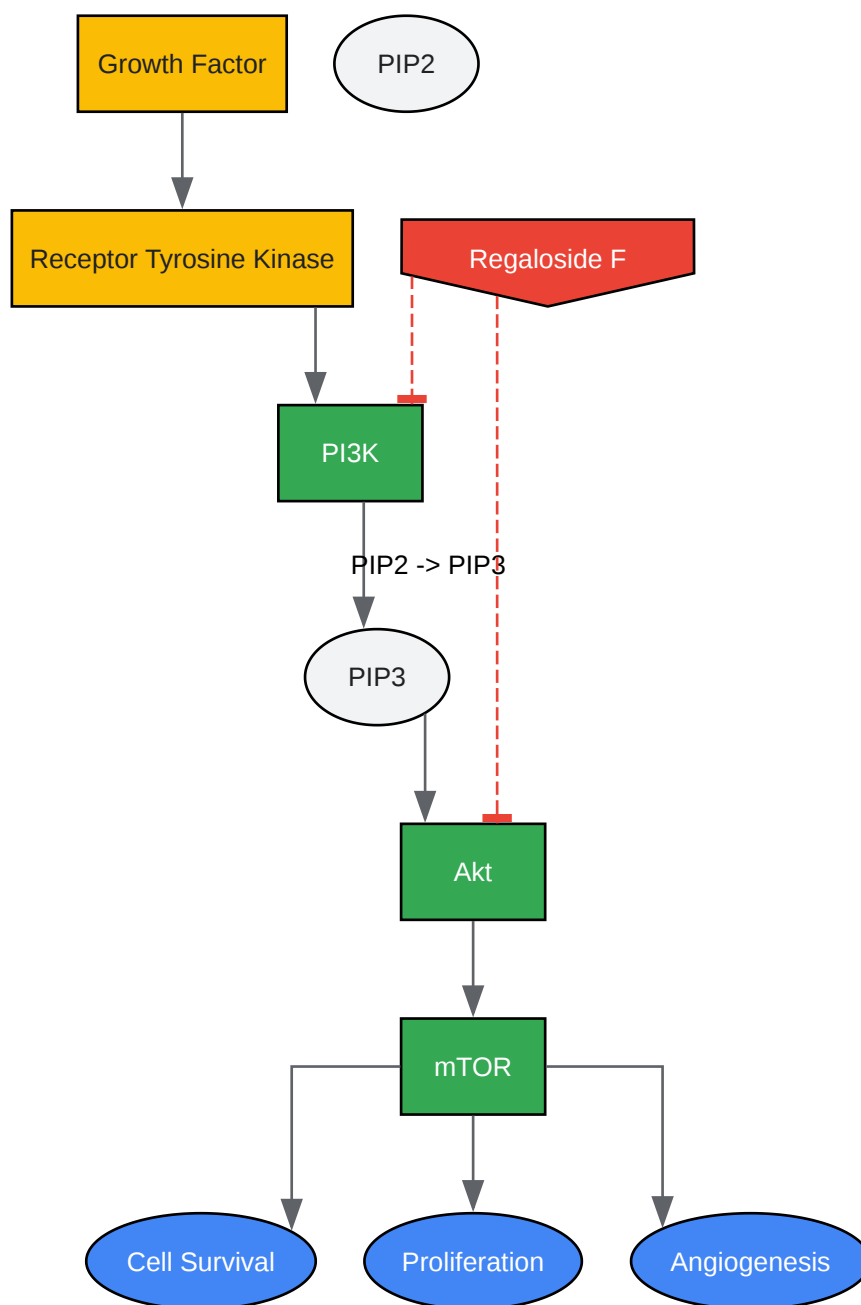 Growth Factor
PIP2
Receptor Tyrosine Kinase
Regaloside F
PI3K
PIP2 -> PIP3
PIP3
Akt
mTOR
Cell Survival
Proliferation
Angiogenesis